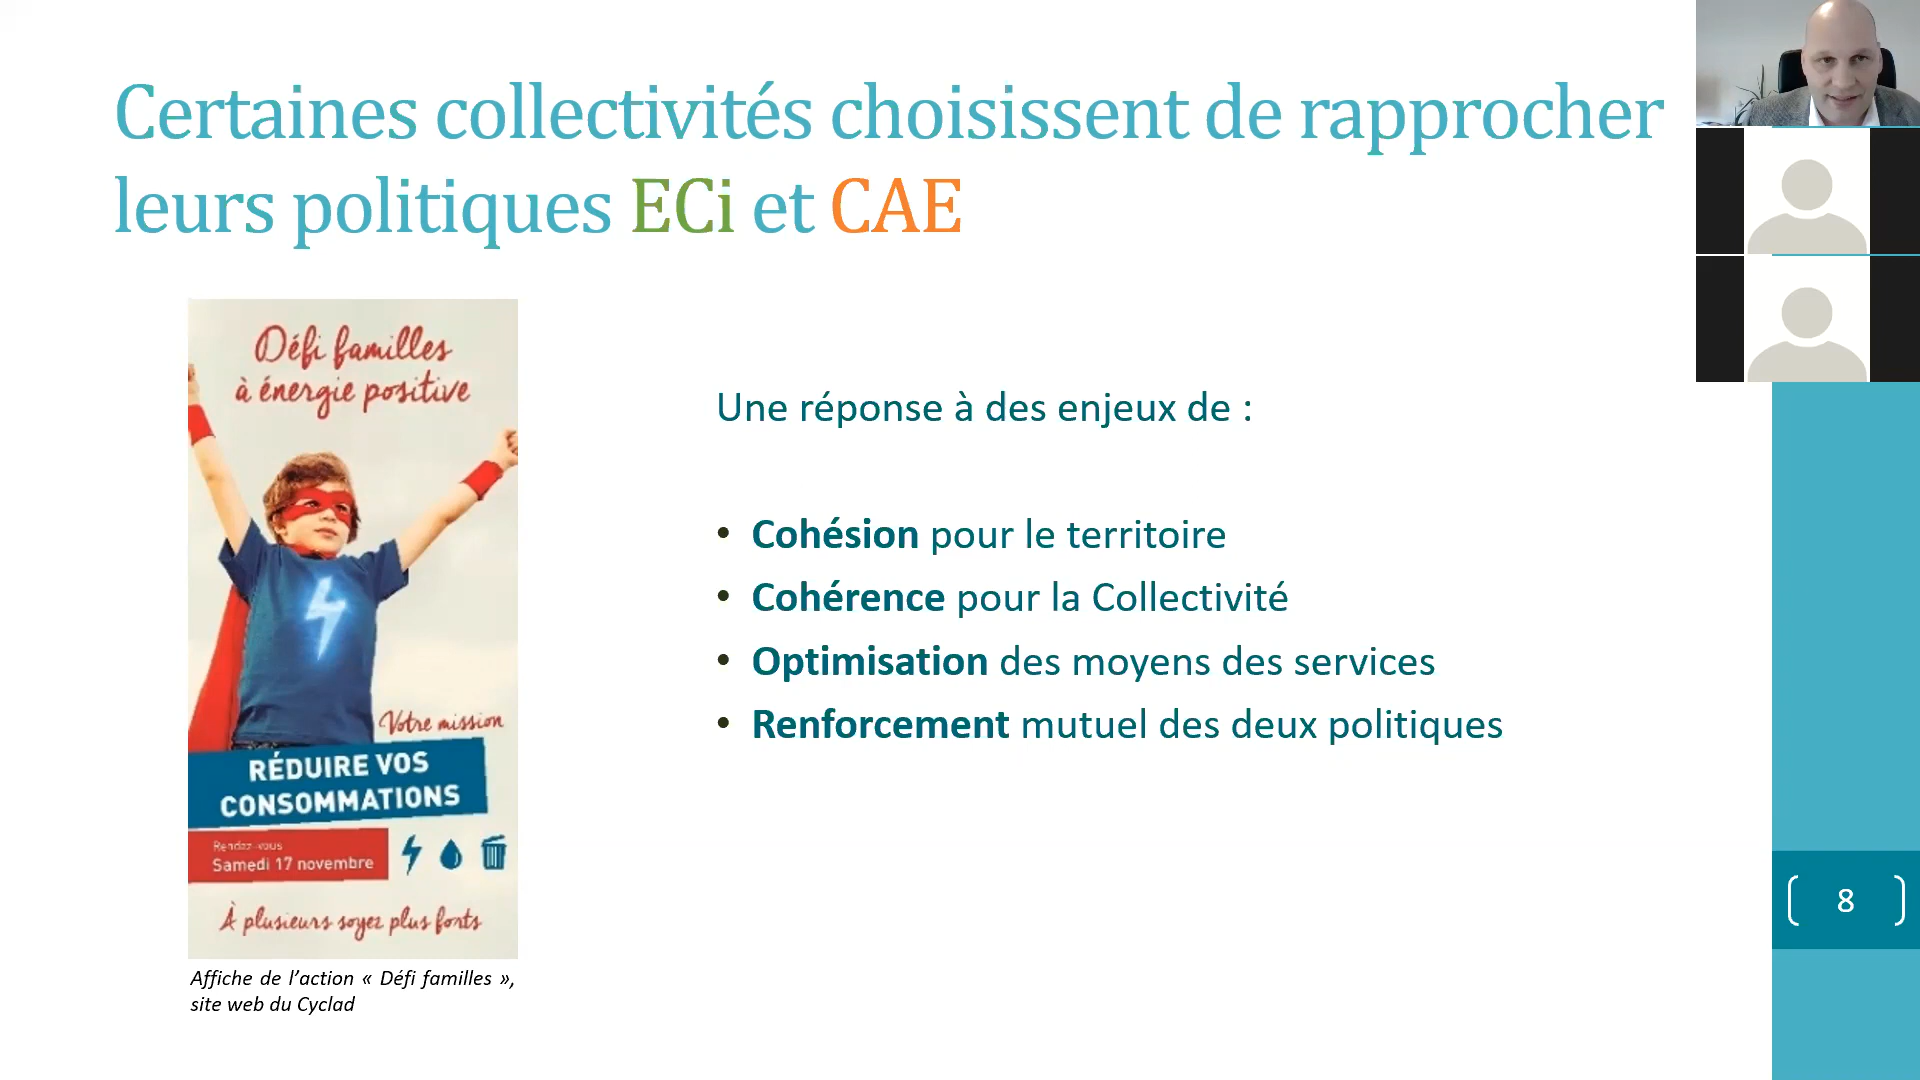 Certaines collectivités choisissent de rapprocher
leurs politiques ECi et CAE
Défi familles
à énergie positive
Votre mission
RÉDUIRE VOS
CONSOMMATIONS
Rendez-vous
Samedi 17 novembre
À plusieurs soyez plus forts
Affiche de l’action « Défi familles »,
site web du Cyclad
Une réponse à des enjeux de :
• Cohésion pour le territoire
• Cohérence pour la Collectivité
• Optimisation des moyens des services
• Renforcement mutuel des deux politiques
8